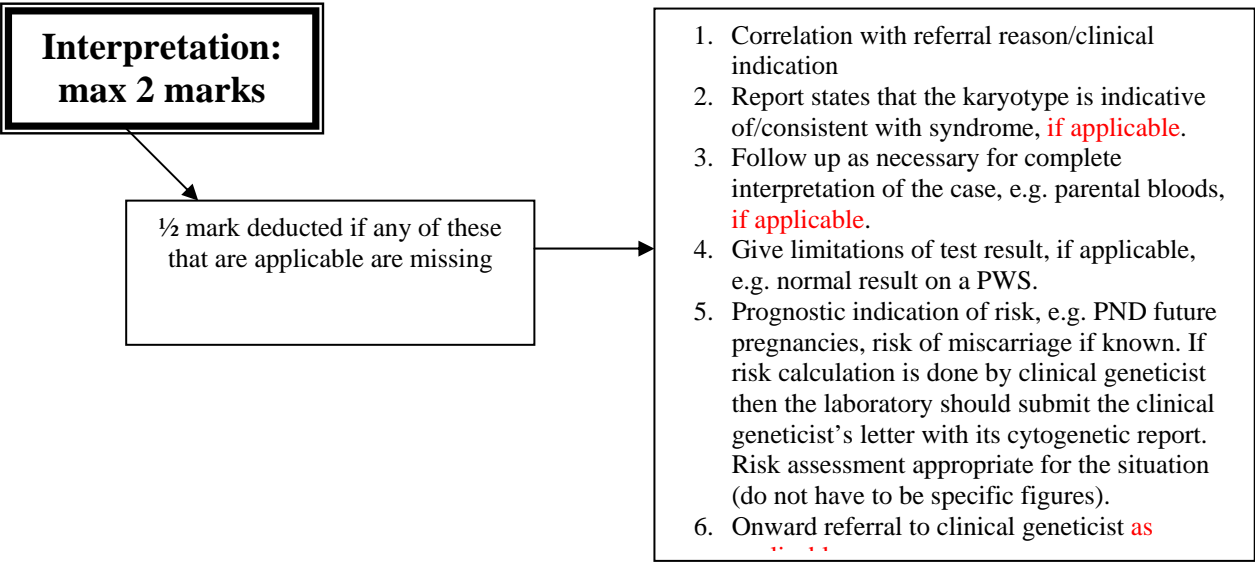 Interpretation:
max 2 marks
½ mark deducted if any of these
that are applicable are missing
1. Correlation with referral reason/clinical
indication
2. Report states that the karyotype is indicative
of/consistent with syndrome, if applicable.
3. Follow up as necessary for complete
interpretation of the case, e.g. parental bloods,
if applicable.
4. Give limitations of test result, if applicable,
e.g. normal result on a PWS.
5. Prognostic indication of risk, e.g. PND future
pregnancies, risk of miscarriage if known. If
risk calculation is done by clinical geneticist
then the laboratory should submit the clinical
geneticist’s letter with its cytogenetic report.
Risk assessment appropriate for the situation
(do not have to be specific figures).
6. Onward referral to clinical geneticist as